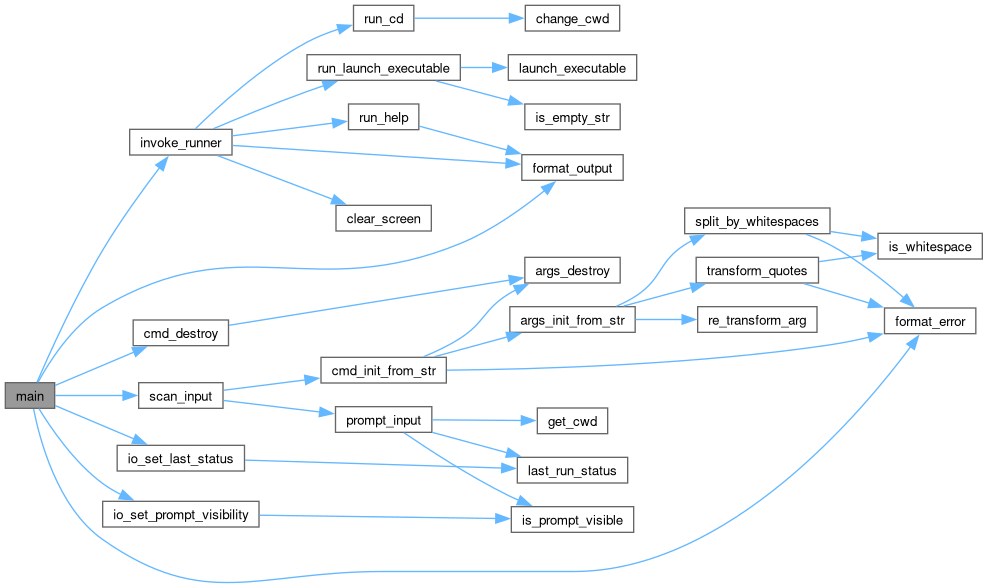 run_cd
change_cwd
run_launch_executable
launch_executable
is_empty_str
run_help
invoke_runner
format_output
clear_screen
split_by_whitespaces
is_whitespace
args_destroy
transform_quotes
cmd_destroy
args_init_from_str
re_transform_arg
format_error
cmd_init_from_str
main
scan_input
prompt_input
get_cwd
io_set_last_status
last_run_status
io_set_prompt_visibility
is_prompt_visible